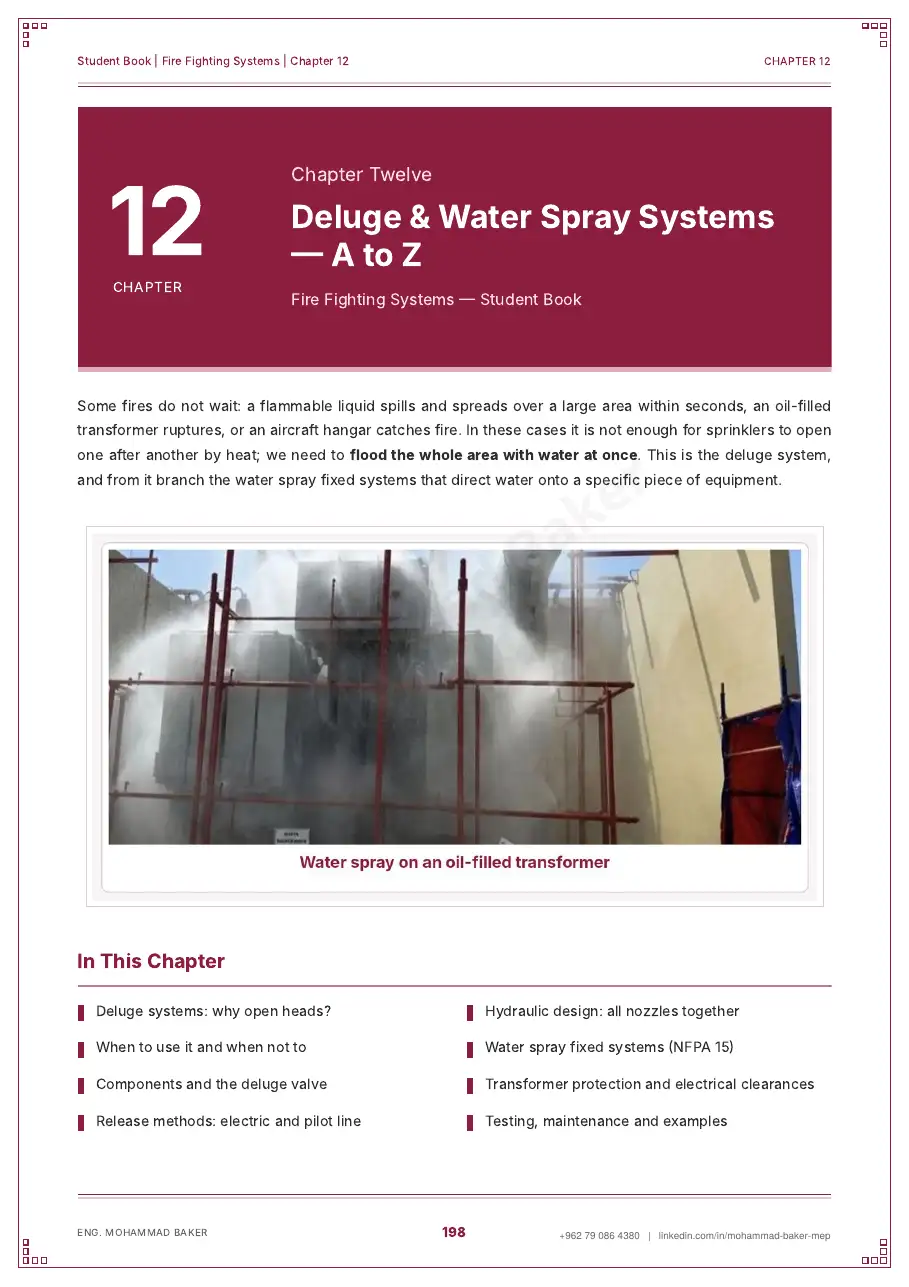 Student Book | Fire Fighting Systems | Chapter 12
CHAPTER 12
12
CHAPTER
Chapter Twelve
Deluge & Water Spray Systems
— A to Z
Fire Fighting Systems — Student Book
Some fires do not wait: a flammable liquid spills and spreads over a large area within seconds, an oil-filled
transformer ruptures, or an aircraft hangar catches fire. In these cases it is not enough for sprinklers to open
one after another by heat; we need to flood the whole area with water at once. This is the deluge system,
and from it branch the water spray fixed systems that direct water onto a specific piece of equipment.
Baker
Water spray on an oil-filled transformer
In This Chapter
Deluge systems: why open heads?
When to use it and when not to
Components and the deluge valve
Release methods: electric and pilot line
Hydraulic design: all nozzles together
Water spray fixed systems (NFPA 15)
Transformer protection and electrical clearances
Testing, maintenance and examples
ENG. MOHAMMAD BAKER
198
+962 79 086 4380 | linkedin.com/in/mohammad-baker-mep